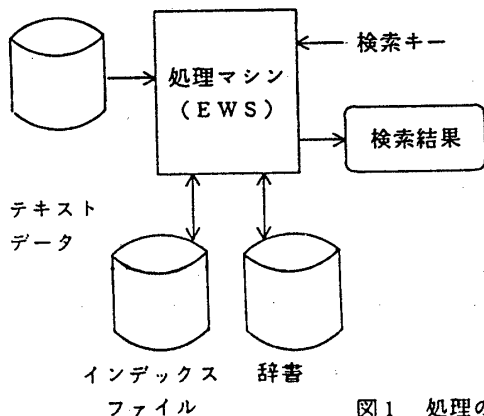 処理マシン
(EWS)
検索キー
検索結果
テキスト
データ
インデックス
ファイル
辞書
図1 処理の